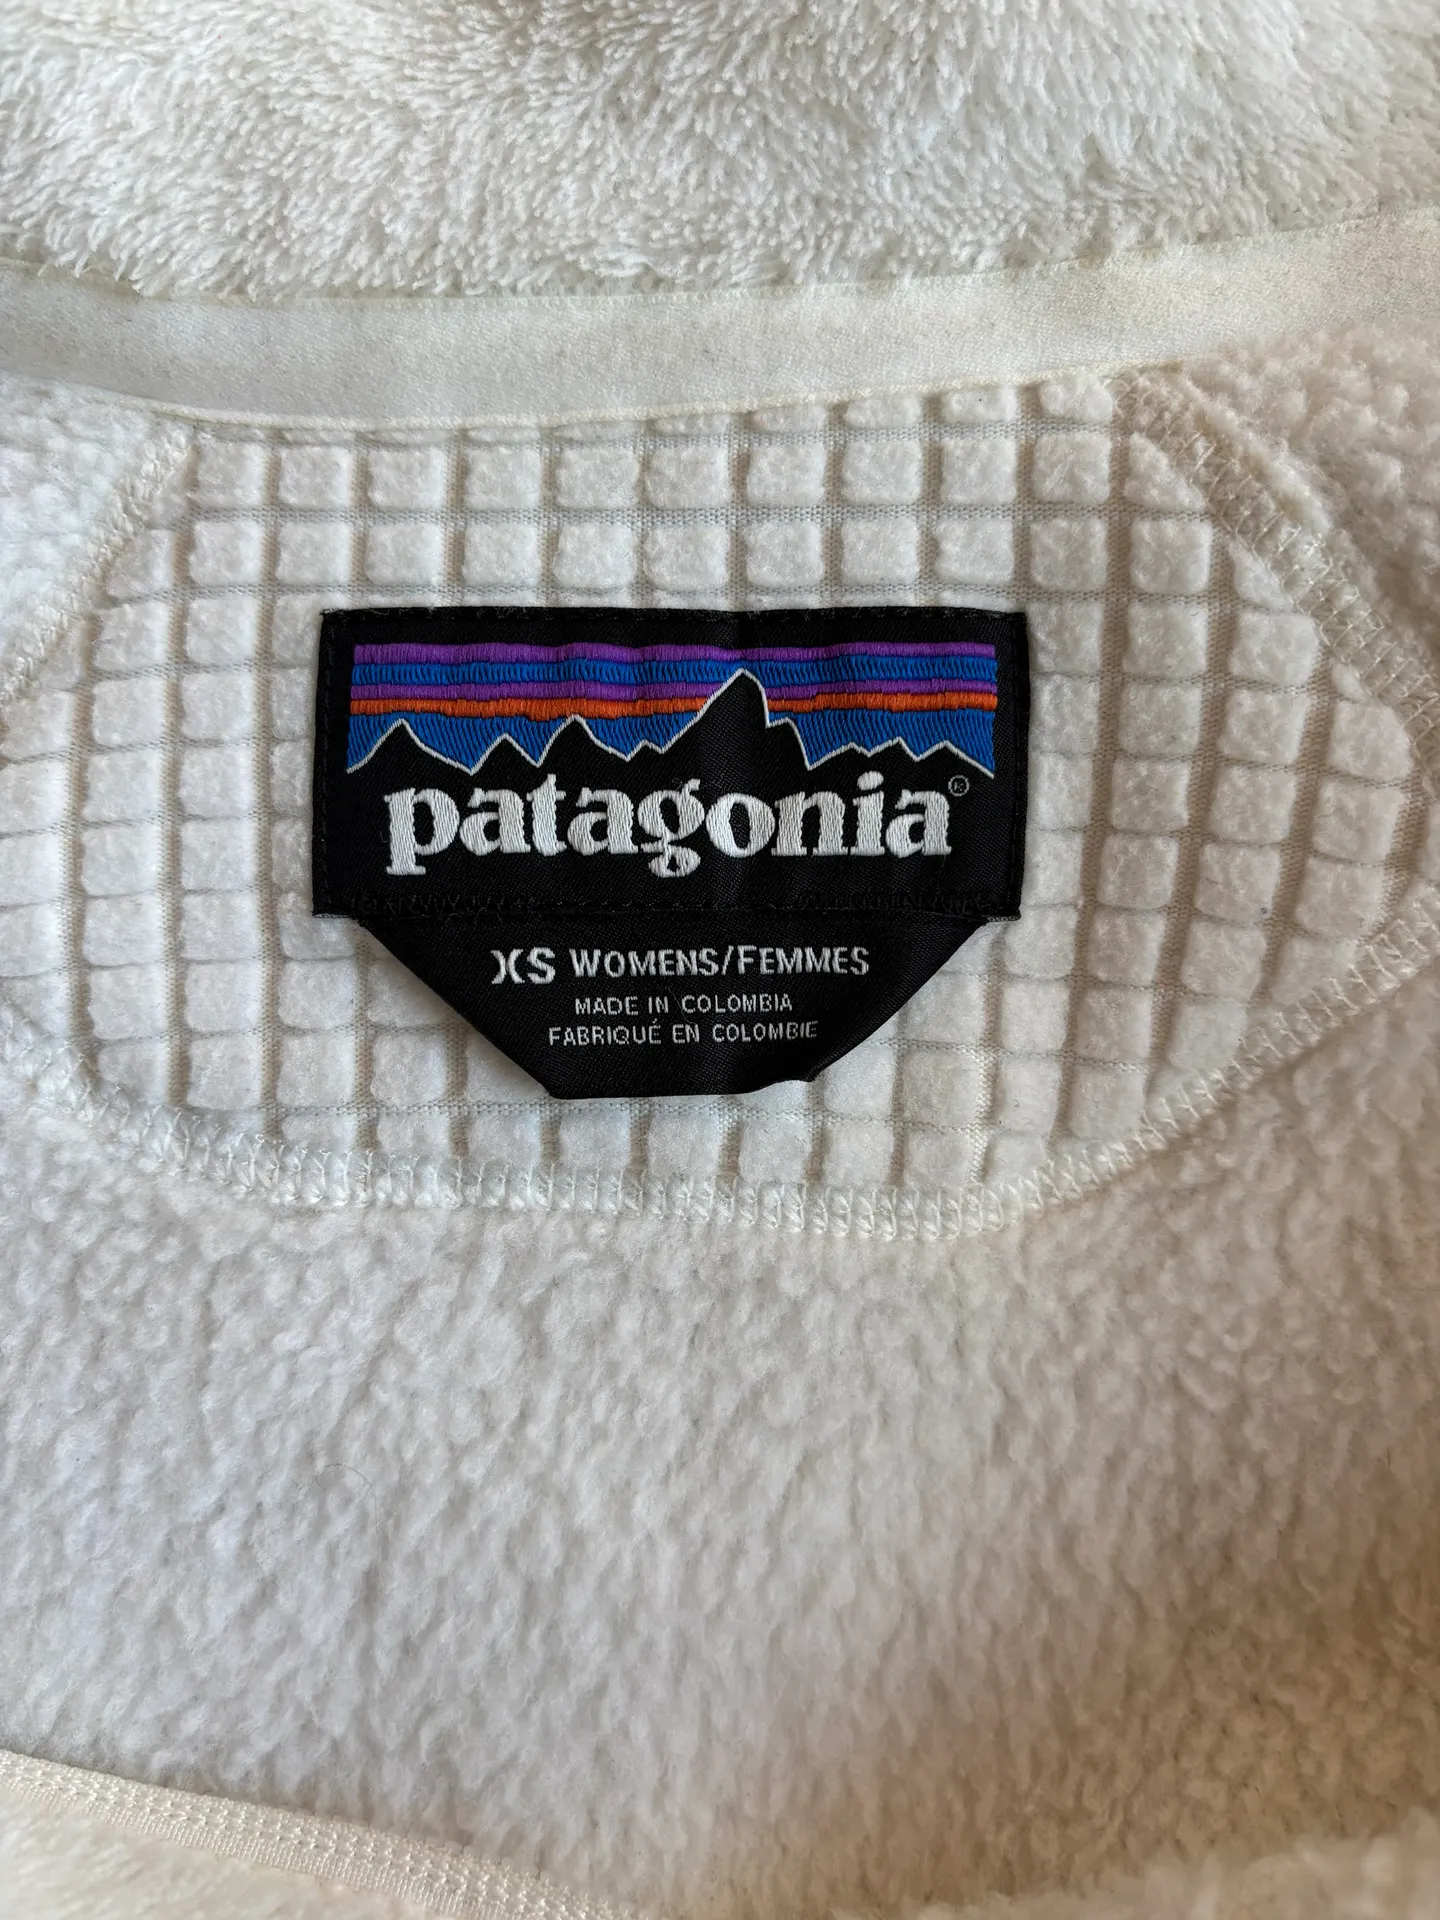 patagonia®
XS WOMENS/FEMMES
MADE IN COLOMBIA
FABRIQUÉ EN COLOMBIE